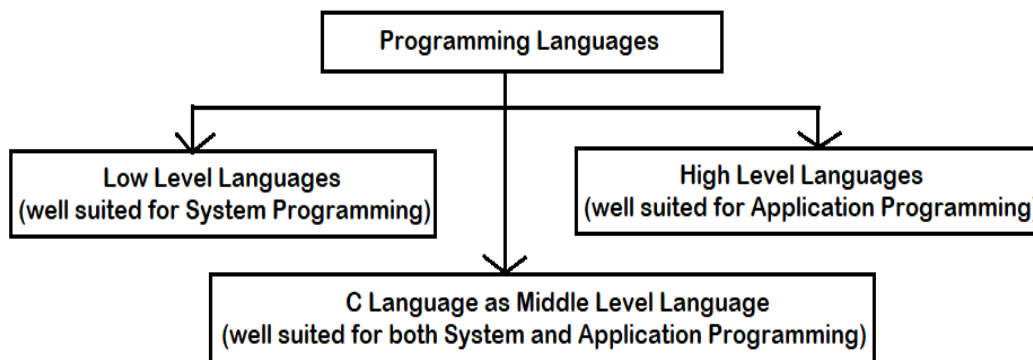 Programming Languages
Low Level Languages
(well suited for System Programming)
High Level Languages
(well suited for Application Programming)
C Language as Middle Level Language
(well suited for both System and Application Programming)